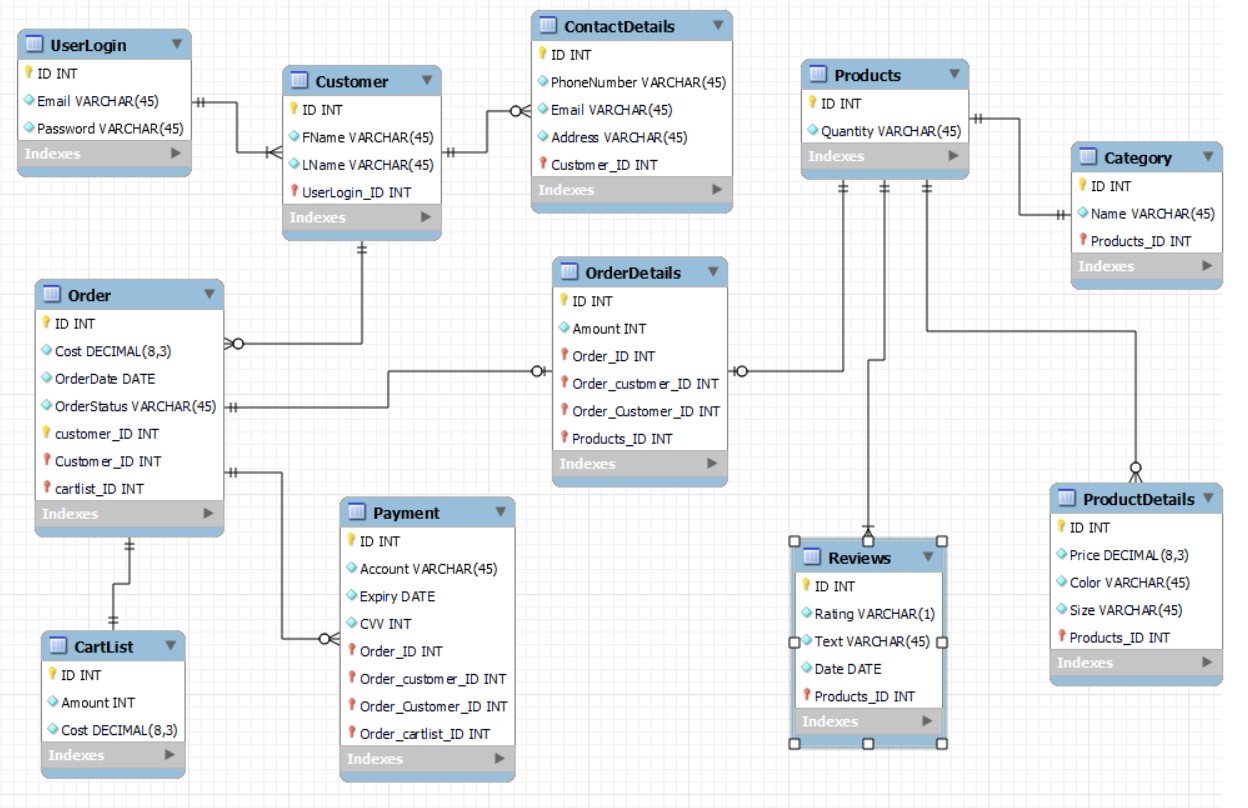 UserLogin
ID INT
Email VARCHAR(45)
Password VARCHAR(45)
Indexes
Customer
ID INT
FName VARCHAR(45)
LName VARCHAR(45)
UserLogin_ID INT
Indexes
ContactDetails
ID INT
PhoneNumber VARCHAR(45)
Email VARCHAR(45)
Address VARCHAR(45)
Customer_ID INT
Indexes
Products
ID INT
Quantity VARCHAR(45)
Indexes
Category
ID INT
Name VARCHAR(45)
Products_ID INT
Indexes
Order
ID INT
Cost DECIMAL(8,3)
OrderDate DATE
OrderStatus VARCHAR(45)
customer_ID INT
Customer_ID INT
cartlist_ID INT
Indexes
OrderDetails
ID INT
Amount INT
Order_ID INT
Order_customer_ID INT
Order_Customer_ID INT
Products_ID INT
Indexes
Payment
ID INT
Account VARCHAR(45)
Expiry DATE
CVV INT
Order_ID INT
Order_customer_ID INT
Order_Customer_ID INT
Order_cartlist_ID INT
Indexes
CartList
ID INT
Amount INT
Cost DECIMAL(8,3)
Indexes
Reviews
ID INT
Rating VARCHAR(1)
Text VARCHAR(45)
Date DATE
Products_ID INT
Indexes
ProductDetails
ID INT
Price DECIMAL(8,3)
Color VARCHAR(45)
Size VARCHAR(45)
Products_ID INT
Indexes